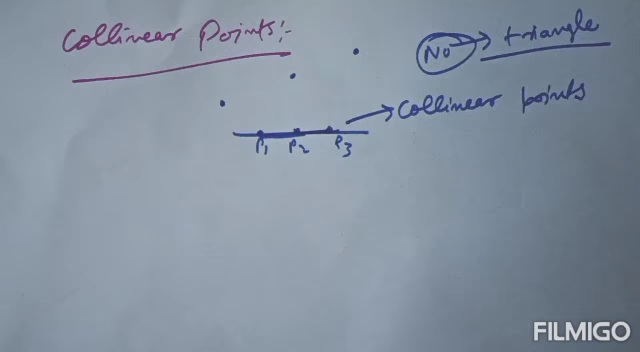 Collinear Points:-
No → triangle
→ Collinear points
P1 P2 P3
FILMIGO